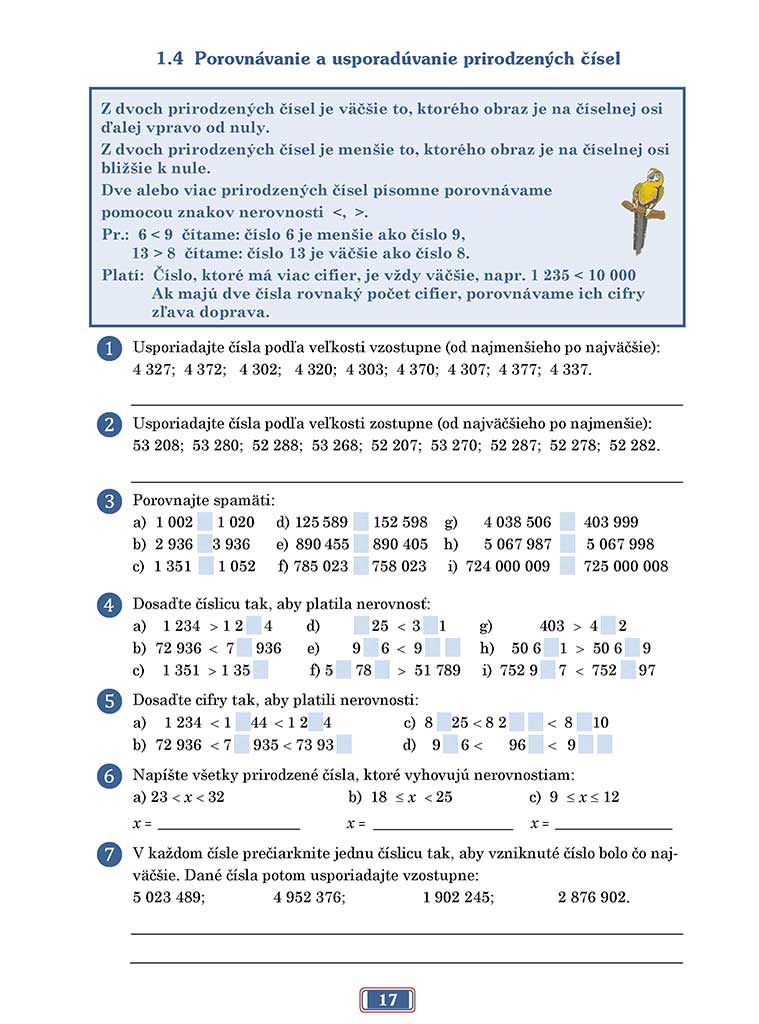 1.4 Porovnávanie a usporadúvanie prirodzených čísel
Z dvoch prirodzených čísel je väčšie to, ktorého obraz je na číselnej osi
ďalej vpravo od nuly.
Z dvoch prirodzených čísel je menšie to, ktorého obraz je na číselnej osi
bližšie k nule.
Dve alebo viac prirodzených čísel písomne porovnávame
pomocou znakov nerovnosti <, >.
Pr.: 6 < 9 čítame: číslo 6 je menšie ako číslo 9,
13 > 8 čítame: číslo 13 je väčšie ako číslo 8.
Platí: Číslo, ktoré má viac cifier, je vždy väčšie, napr. 1 235 < 10 000
Ak majú dve čísla rovnaký počet cifier, porovnávame ich cifry
zľava doprava.
1 Usporiadajte čísla podľa veľkosti vzostupne (od najmenšieho po najväčšie):
4 327; 4 372; 4 302; 4 320; 4 303; 4 370; 4 307; 4 377; 4 337.
2 Usporiadajte čísla podľa veľkosti zostupne (od najväčšieho po najmenšie):
53 208; 53 280; 52 288; 53 268; 52 207; 53 270; 52 287; 52 278; 52 282.
3 Porovnajte spamäti:
a) 1 002 1 020 d) 125 589 152 598 g) 4 038 506 403 999
b) 2 936 3 936 e) 890 455 890 405 h) 5 067 987 5 067 998
c) 1 351 1 052 f) 785 023 758 023 i) 724 000 009 725 000 008
4 Dosaďte číslicu tak, aby platila nerovnosť:
a) 1 234 > 1 2 4 d) 25 < 3 1 g) 403 > 4 2
b) 72 936 < 7 936 e) 9 6 < 9 h) 50 6 1 > 50 6 9
c) 1 351 > 1 35 f) 5 78 > 51 789 i) 752 9 7 < 752 97
5 Dosaďte cifry tak, aby platili nerovnosti:
a) 1 234 < 1 44 < 1 2 4 c) 8 25 < 8 2 < 8 10
b) 72 936 < 7 935 < 73 93 d) 9 6 < 96 < 9
6 Napíšte všetky prirodzené čísla, ktoré vyhovujú nerovnostiam:
a) 23 < x < 32 b) 18 ≤ x < 25 c) 9 ≤ x ≤ 12
x = x = x =
7 V každom čísle prečiarknite jednu číslicu tak, aby vzniknuté číslo bolo čo naj-
väčšie. Dané čísla potom usporiadajte vzostupne:
5 023 489; 4 952 376; 1 902 245; 2 876 902.
17